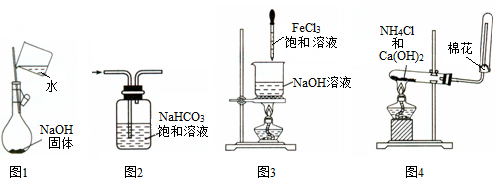 水
NaOH
固体
图1
NaHCO3
饱和溶液
图2
FeCl3
饱和溶液
NaOH溶液
图3
NH4Cl
和
Ca(OH)2
棉花
图4